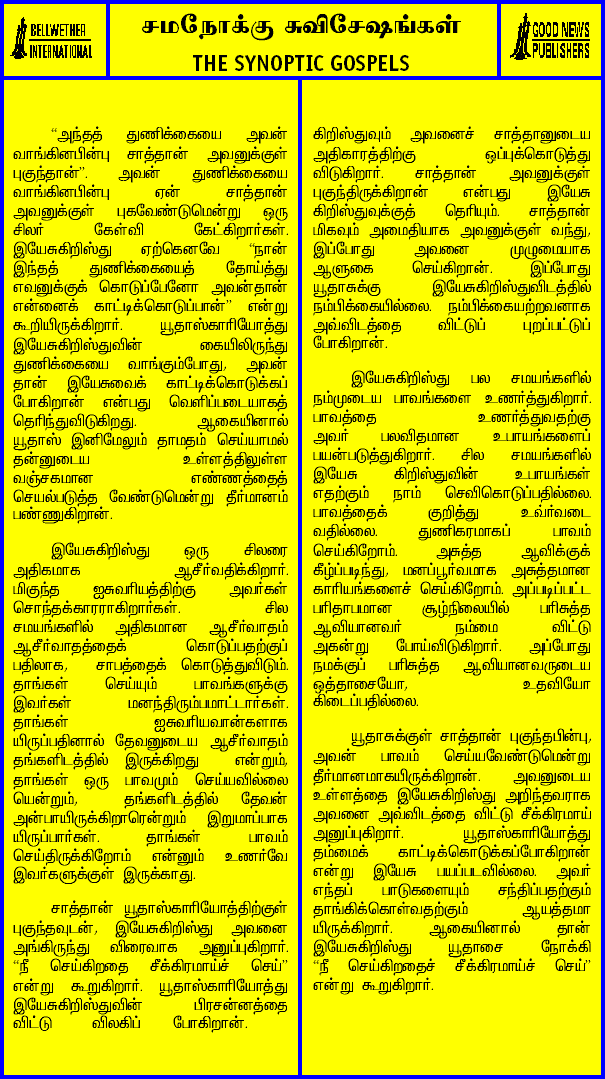 BELLWETHER
INTERNATIONAL
சமநோக்கு சுவிசேஷங்கள்
THE SYNOPTIC GOSPELS
GOOD NEWS
PUBLISHERS
“அந்தத் துணிக்கையை அவன்
வாங்கினபின்பு சாத்தான் அவனுக்குள்
புகுந்தான்”. அவன் துணிக்கையை
வாங்கினபின்பு ஏன் சாத்தான்
அவனுக்குள் புகவேண்டுமென்று ஒரு
சிலர் கேள்வி கேட்கிறார்கள்.
இயேசுகிறிஸ்து ஏற்கெனவே “நான்
இந்தத் துணிக்கையைத் தோய்த்து
எவனுக்குக் கொடுப்பேனோ அவன்தான்
என்னைக் காட்டிக்கொடுப்பான்” என்று
கூறியிருக்கிறார். யூதாஸ்காரியோத்து
இயேசுகிறிஸ்துவின் கையிலிருந்து
துணிக்கையை வாங்கும்போது, அவன்
தான் இயேசுவைக் காட்டிக்கொடுக்கப்
போகிறான் என்பது வெளிப்படையாகத்
தெரிந்துவிடுகிறது. ஆகையினால்
யூதாஸ் இனிமேலும் தாமதம் செய்யாமல்
தன்னுடைய உள்ளத்திலுள்ள
வஞ்சகமான எண்ணத்தைத்
செயல்படுத்த வேண்டுமென்று தீர்மானம்
பண்ணுகிறான்.
இயேசுகிறிஸ்து ஒரு சிலரை
அதிகமாக ஆசீர்வதிக்கிறார்.
மிகுந்த ஐசுவரியத்திற்கு அவர்கள்
சொந்தக்காரராகிறார்கள். சில
சமயங்களில் அதிகமான ஆசீர்வாதம்
ஆசீர்வாதத்தைக் கொடுப்பதற்குப்
பதிலாக, சாபத்தைக் கொடுத்துவிடும்.
தாங்கள் செய்யும் பாவங்களுக்கு
இவர்கள் மனந்திரும்பமாட்டார்கள்.
தாங்கள் ஐசுவரியவான்களாக
யிருப்பதினால் தேவனுடைய ஆசீர்வாதம்
தங்களிடத்தில் இருக்கிறது என்றும்,
தாங்கள் ஒரு பாவமும் செய்யவில்லை
யென்றும், தங்களிடத்தில் தேவன்
அன்பாயிருக்கிறாரென்றும் இறுமாப்பாக
யிருப்பார்கள். தாங்கள் பாவம்
செய்திருக்கிறோம் என்னும் உணர்வே
இவர்களுக்குள் இருக்காது.
சாத்தான் யூதாஸ்காரியோத்திற்குள்
புகுந்தவுடன், இயேசுகிறிஸ்து அவனை
அங்கிருந்து விரைவாக அனுப்புகிறார்.
“நீ செய்கிறதை சீக்கிரமாய்ச் செய்”
என்று கூறுகிறார். யூதாஸ்காரியோத்து
இயேசுகிறிஸ்துவின் பிரசன்னத்தை
விட்டு விலகிப் போகிறான்.
கிறிஸ்துவும் அவனைச் சாத்தானுடைய
அதிகாரத்திற்கு ஒப்புக்கொடுத்து
விடுகிறார். சாத்தான் அவனுக்குள்
புகுந்திருக்கிறான் என்பது இயேசு
கிறிஸ்துவுக்குத் தெரியும். சாத்தான்
மிகவும் அமைதியாக அவனுக்குள் வந்து,
இப்போது அவனை முழுமையாக
ஆளுகை செய்கிறான். இப்போது
யூதாசுக்கு இயேசுகிறிஸ்துவிடத்தில்
நம்பிக்கையில்லை. நம்பிக்கையற்றவனாக
அவ்விடத்தை விட்டுப் புறப்பட்டுப்
போகிறான்.
இயேசுகிறிஸ்து பல சமயங்களில்
நம்முடைய பாவங்களை உணர்த்துகிறார்.
பாவத்தை உணர்த்துவதற்கு
அவர் பலவிதமான உபாயங்களைப்
பயன்படுத்துகிறார். சில சமயங்களில்
இயேசு கிறிஸ்துவின் உபாயங்கள்
எதற்கும் நாம் செவிகொடுப்பதில்லை.
பாவத்தைக் குறித்து உவ்ர்வடை
வதில்லை. துணிகரமாகப் பாவம்
செய்கிறோம். அசுத்த ஆவிக்குக்
கீழ்ப்படிந்து, மனப்பூர்வமாக அசுத்தமான
காரியங்களைச் செய்கிறோம். அப்படிப்பட்ட
பரிதாபமான சூழ்நிலையில் பரிசுத்த
ஆவியானவர் நம்மை விட்டு
அகன்று போய்விடுகிறார். அப்போது
நமக்குப் பரிசுத்த ஆவியானவருடைய
ஒத்தாசையோ, உதவியோ
கிடைப்பதில்லை.
யூதாசுக்குள் சாத்தான் புகுந்தபின்பு,
அவன் பாவம் செய்யவேண்டுமென்று
தீர்மானமாகயிருக்கிறான். அவனுடைய
உள்ளத்தை இயேசுகிறிஸ்து அறிந்தவராக
அவனை அவ்விடத்தை விட்டு சீக்கிரமாய்
அனுப்புகிறார். யூதாஸ்காரியோத்து
தம்மைக் காட்டிக்கொடுக்கப்போகிறான்
என்று இயேசு பயப்படவில்லை. அவர்
எந்தப் பாடுகளையும் சந்திப்பதற்கும்
தாங்கிக்கொள்வதற்கும் ஆயத்தமா
யிருக்கிறார். ஆகையினால் தான்
இயேசுகிறிஸ்து யூதாசை நோக்கி
“நீ செய்கிறதைச் சீக்கிரமாய்ச் செய்”
என்று கூறுகிறார்.